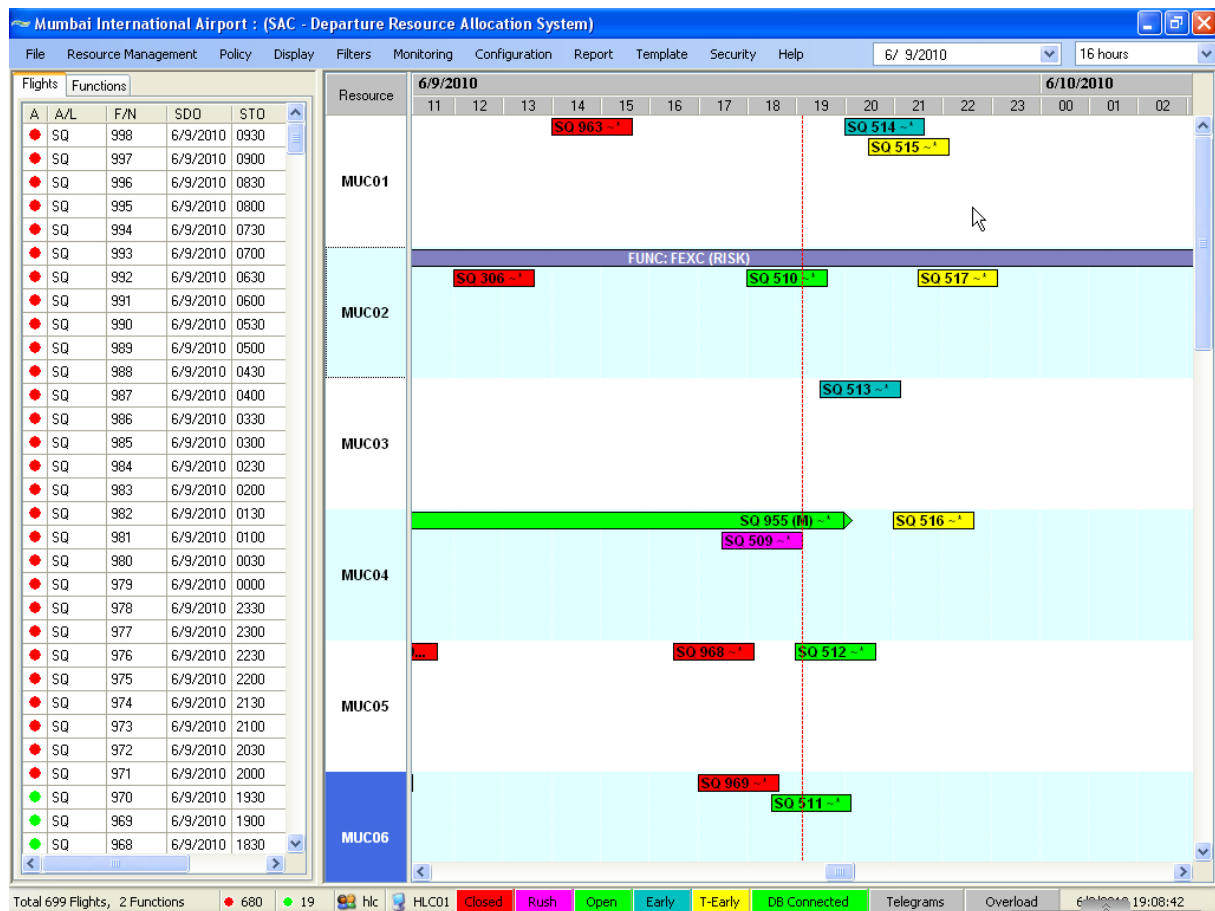 Mumbai International Airport : (SAC - Departure Resource Allocation System)
File Resource Management Policy Display Filters Monitoring Configuration Report Template Security Help 6/ 9/2010 16 hours
Flights Functions
A A/L F/N SDO STO
SQ 998 6/9/2010 0930
SQ 997 6/9/2010 0900
SQ 996 6/9/2010 0830
SQ 995 6/9/2010 0800
SQ 994 6/9/2010 0730
SQ 993 6/9/2010 0700
SQ 992 6/9/2010 0630
SQ 991 6/9/2010 0600
SQ 990 6/9/2010 0530
SQ 989 6/9/2010 0500
SQ 988 6/9/2010 0430
SQ 987 6/9/2010 0400
SQ 986 6/9/2010 0330
SQ 985 6/9/2010 0300
SQ 984 6/9/2010 0230
SQ 983 6/9/2010 0200
SQ 982 6/9/2010 0130
SQ 981 6/9/2010 0100
SQ 980 6/9/2010 0030
SQ 979 6/9/2010 0000
SQ 978 6/9/2010 2330
SQ 977 6/9/2010 2300
SQ 976 6/9/2010 2230
SQ 975 6/9/2010 2200
SQ 974 6/9/2010 2130
SQ 973 6/9/2010 2100
SQ 972 6/9/2010 2030
SQ 971 6/9/2010 2000
SQ 970 6/9/2010 1930
SQ 969 6/9/2010 1900
SQ 968 6/9/2010 1830
Resource
6/9/2010 6/10/2010
11 12 13 14 15 16 17 18 19 20 21 22 23 00 01 02
SQ 963 ~* SQ 514 ~*
SQ 515 ~*
MUC01
FUNC: FEXC (RISK)
SQ 306 ~* SQ 510 ~* SQ 517 ~*
MUC02
SQ 513 ~*
MUC03
SQ 955 (M) ~* SQ 516 ~*
SQ 509 ~*
MUC04
SQ 968 ~* SQ 512 ~*
MUC05
SQ 969 ~*
SQ 511 ~*
MUC06
Total 699 Flights, 2 Functions 680 19 hlc HLC01 Closed Rush Open Early T-Early DB Connected Telegrams Overload 19:08:42